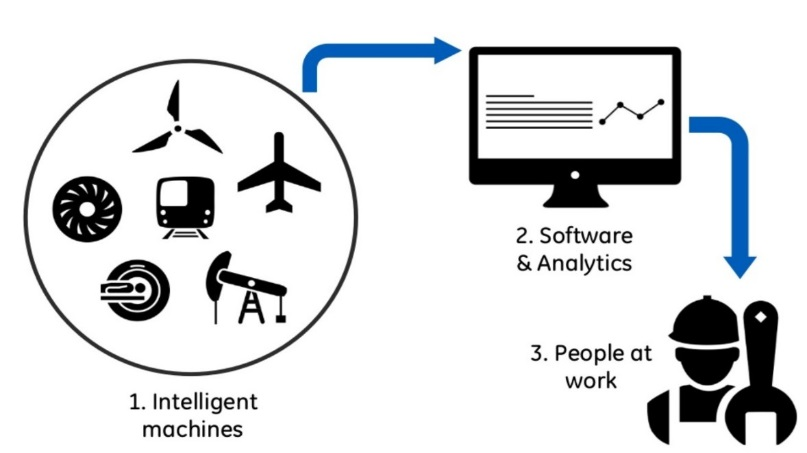 1. Intelligent
machines
2. Software
& Analytics
3. People at
work